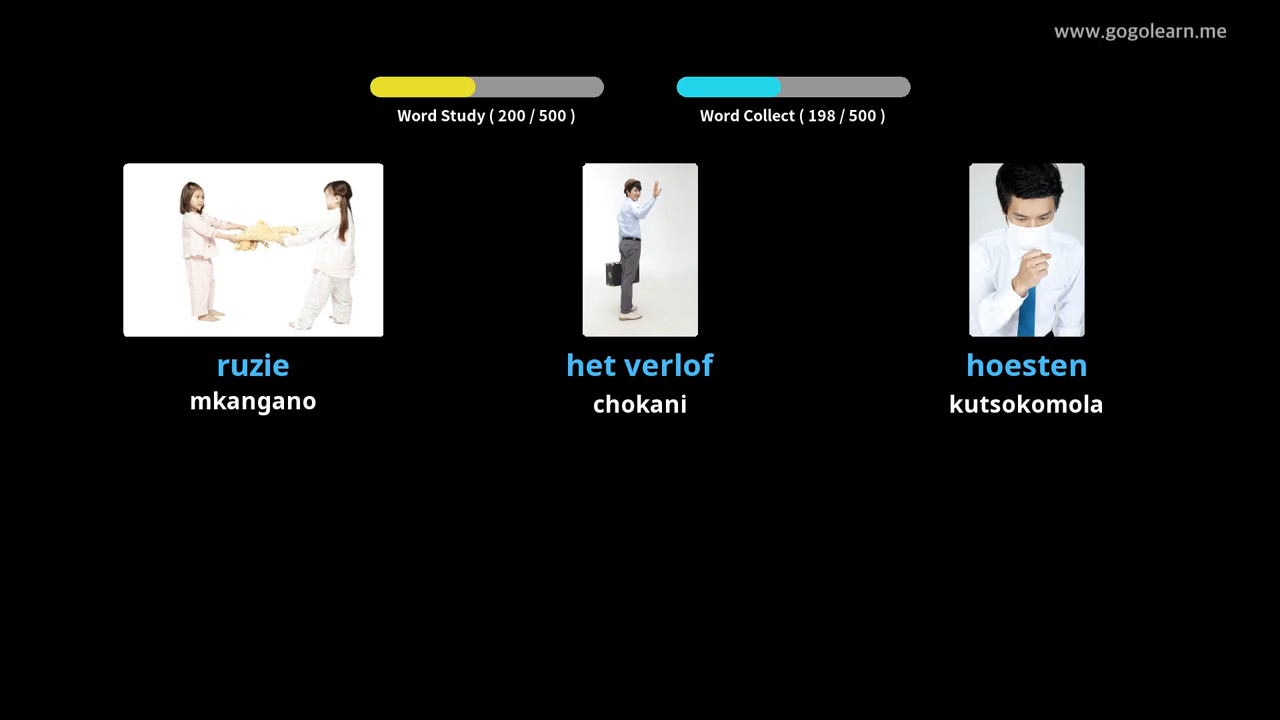 www.gogolearn.me
Word Study ( 200 / 500 )
Word Collect ( 198 / 500 )
ruzie
mkangano
het verlof
chokani
hoesten
kutsokomola